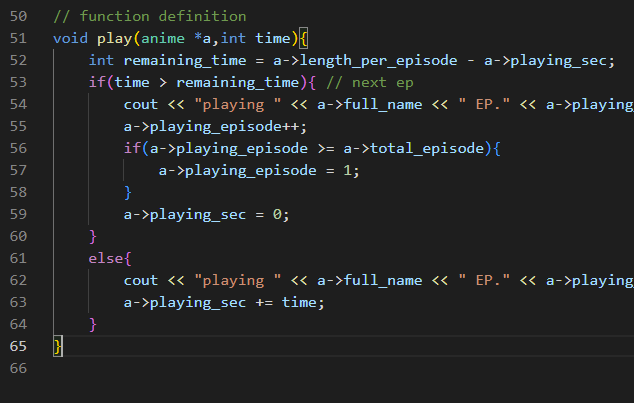 50 // function definition
51 void play(anime *a,int time){
52 int remaining_time = a->length_per_episode - a->playing_sec;
53 if(time > remaining_time){ // next ep
54 cout << "playing " << a->full_name << " EP." << a->playing
55 a->playing_episode++;
56 if(a->playing_episode >= a->total_episode){
57 a->playing_episode = 1;
58 }
59 a->playing_sec = 0;
60 }
61 else{
62 cout << "playing " << a->full_name << " EP." << a->playing
63 a->playing_sec += time;
64 }
65 }
66